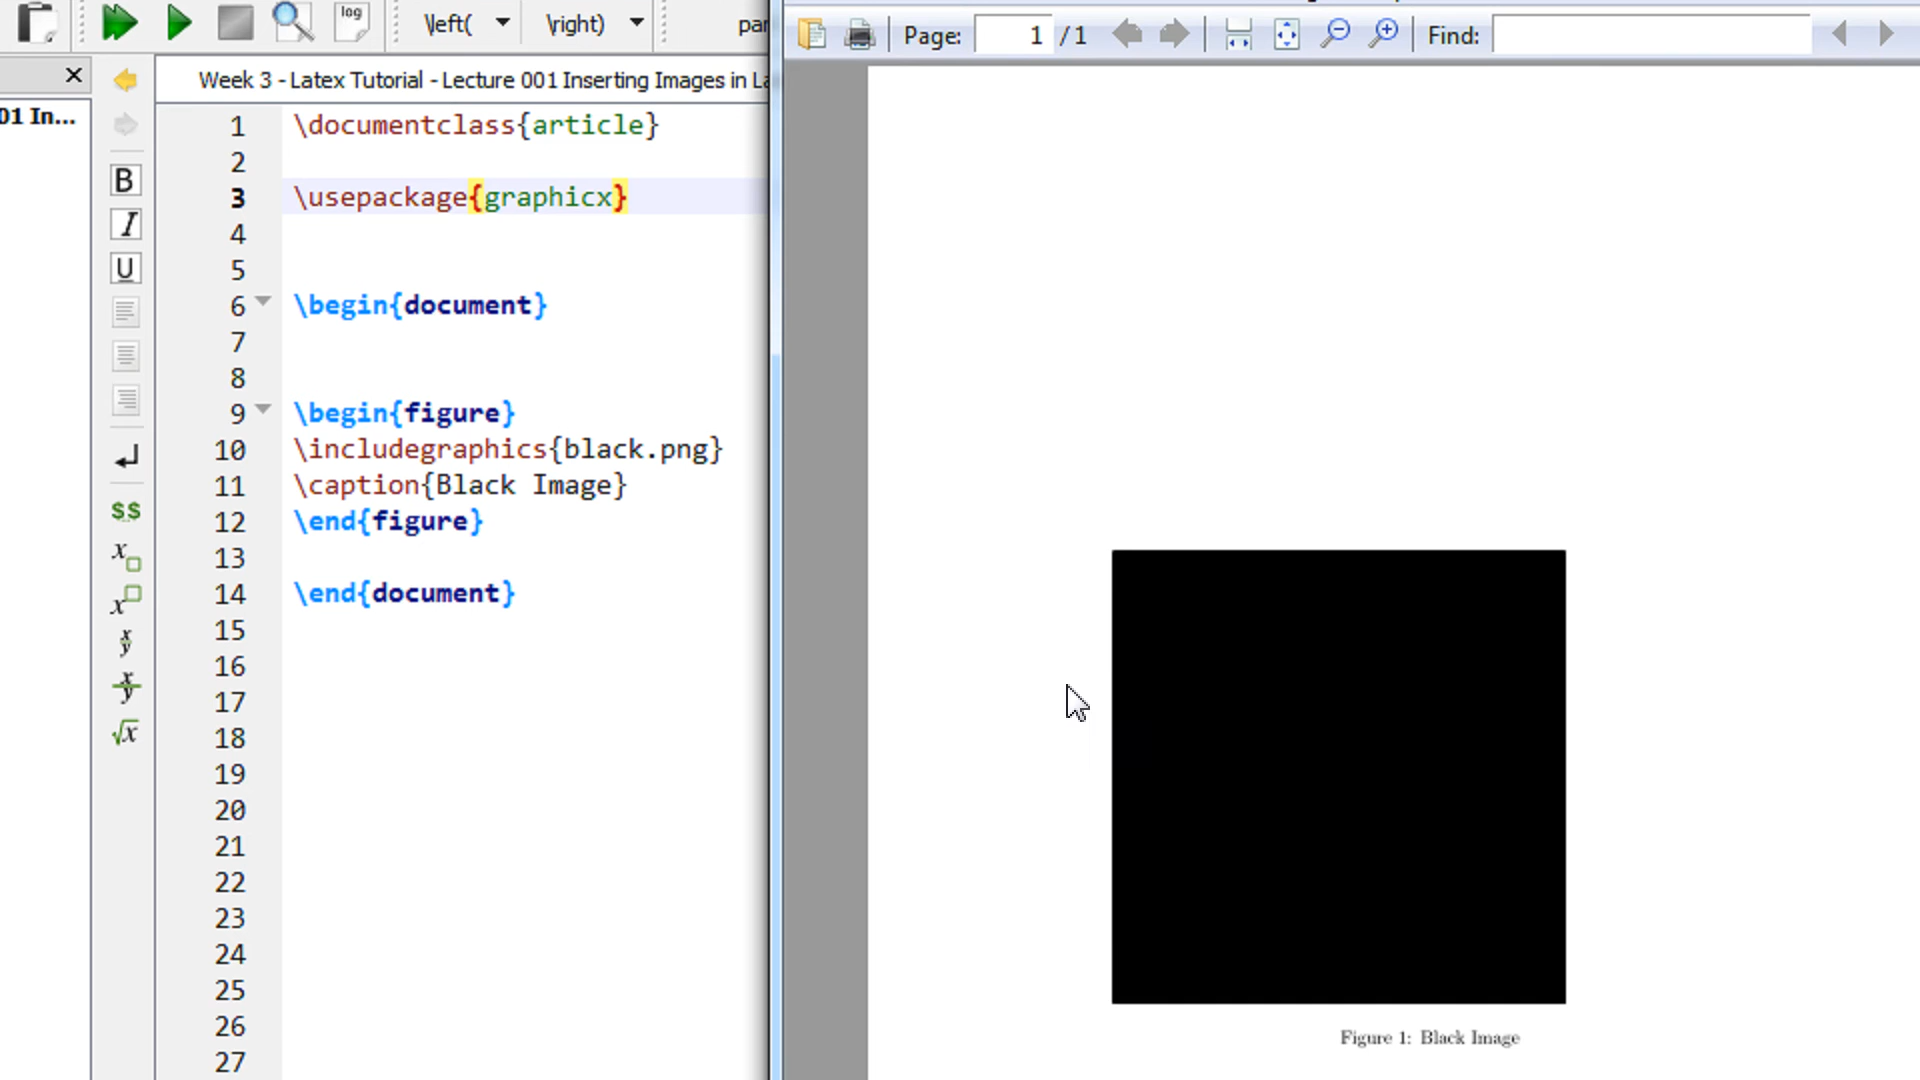 log
\left(
\right)
par
Page: 1 / 1
Find:
01 In...
Week 3 - Latex Tutorial - Lecture 001 Inserting Images in La
B
I
U
$$
x
x
x
y
x
y
√x
1 \documentclass{article}
2
3 \usepackage{graphicx}
4
5
6 \begin{document}
7
8
9 \begin{figure}
10 \includegraphics{black.png}
11 \caption{Black Image}
12 \end{figure}
13
14 \end{document}
15
16
17
18
19
20
21
22
23
24
25
26
27
Figure 1: Black Image